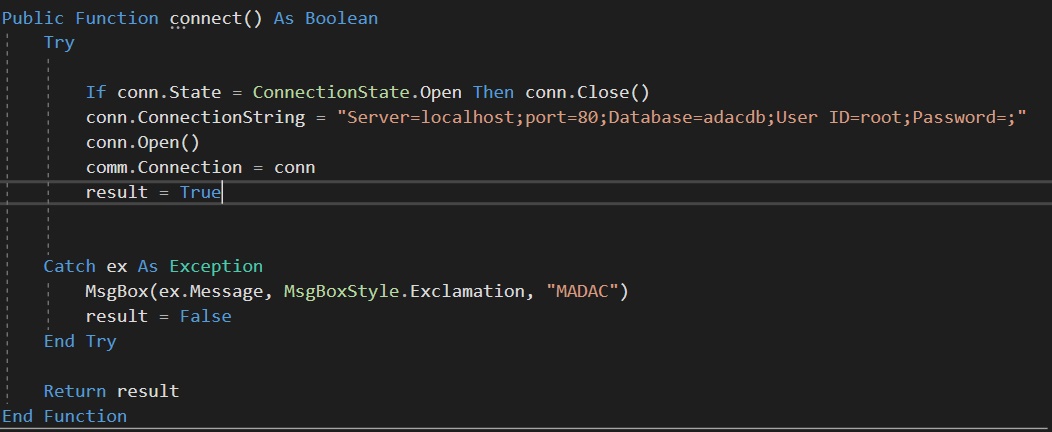 Public Function connect() As Boolean
Try
If conn.State = ConnectionState.Open Then conn.Close()
conn.ConnectionString = "Server=localhost;port=80;Database=adacdb;User ID=root;Password=;"
conn.Open()
comm.Connection = conn
result = True
Catch ex As Exception
MsgBox(ex.Message, MsgBoxStyle.Exclamation, "MADAC")
result = False
End Try
Return result
End Function